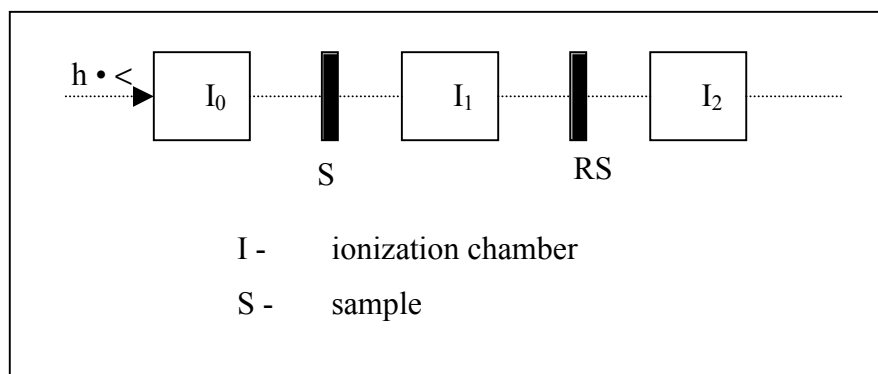 h • <
I₀ I₁ I₂
S RS
I - ionization chamber
S - sample